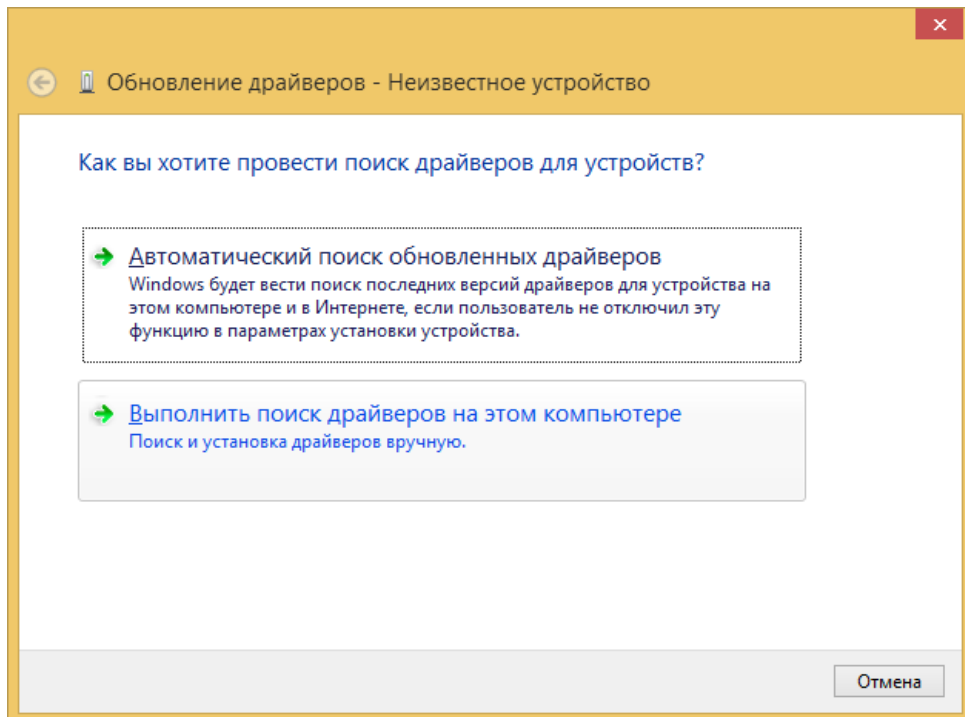 Обновление драйверов - Неизвестное устройство
Как вы хотите провести поиск драйверов для устройств?
Автоматический поиск обновленных драйверов
Windows будет вести поиск последних версий драйверов для устройства на
этом компьютере и в Интернете, если пользователь не отключил эту
функцию в параметрах установки устройства.
Выполнить поиск драйверов на этом компьютере
Поиск и установка драйверов вручную.
Отмена